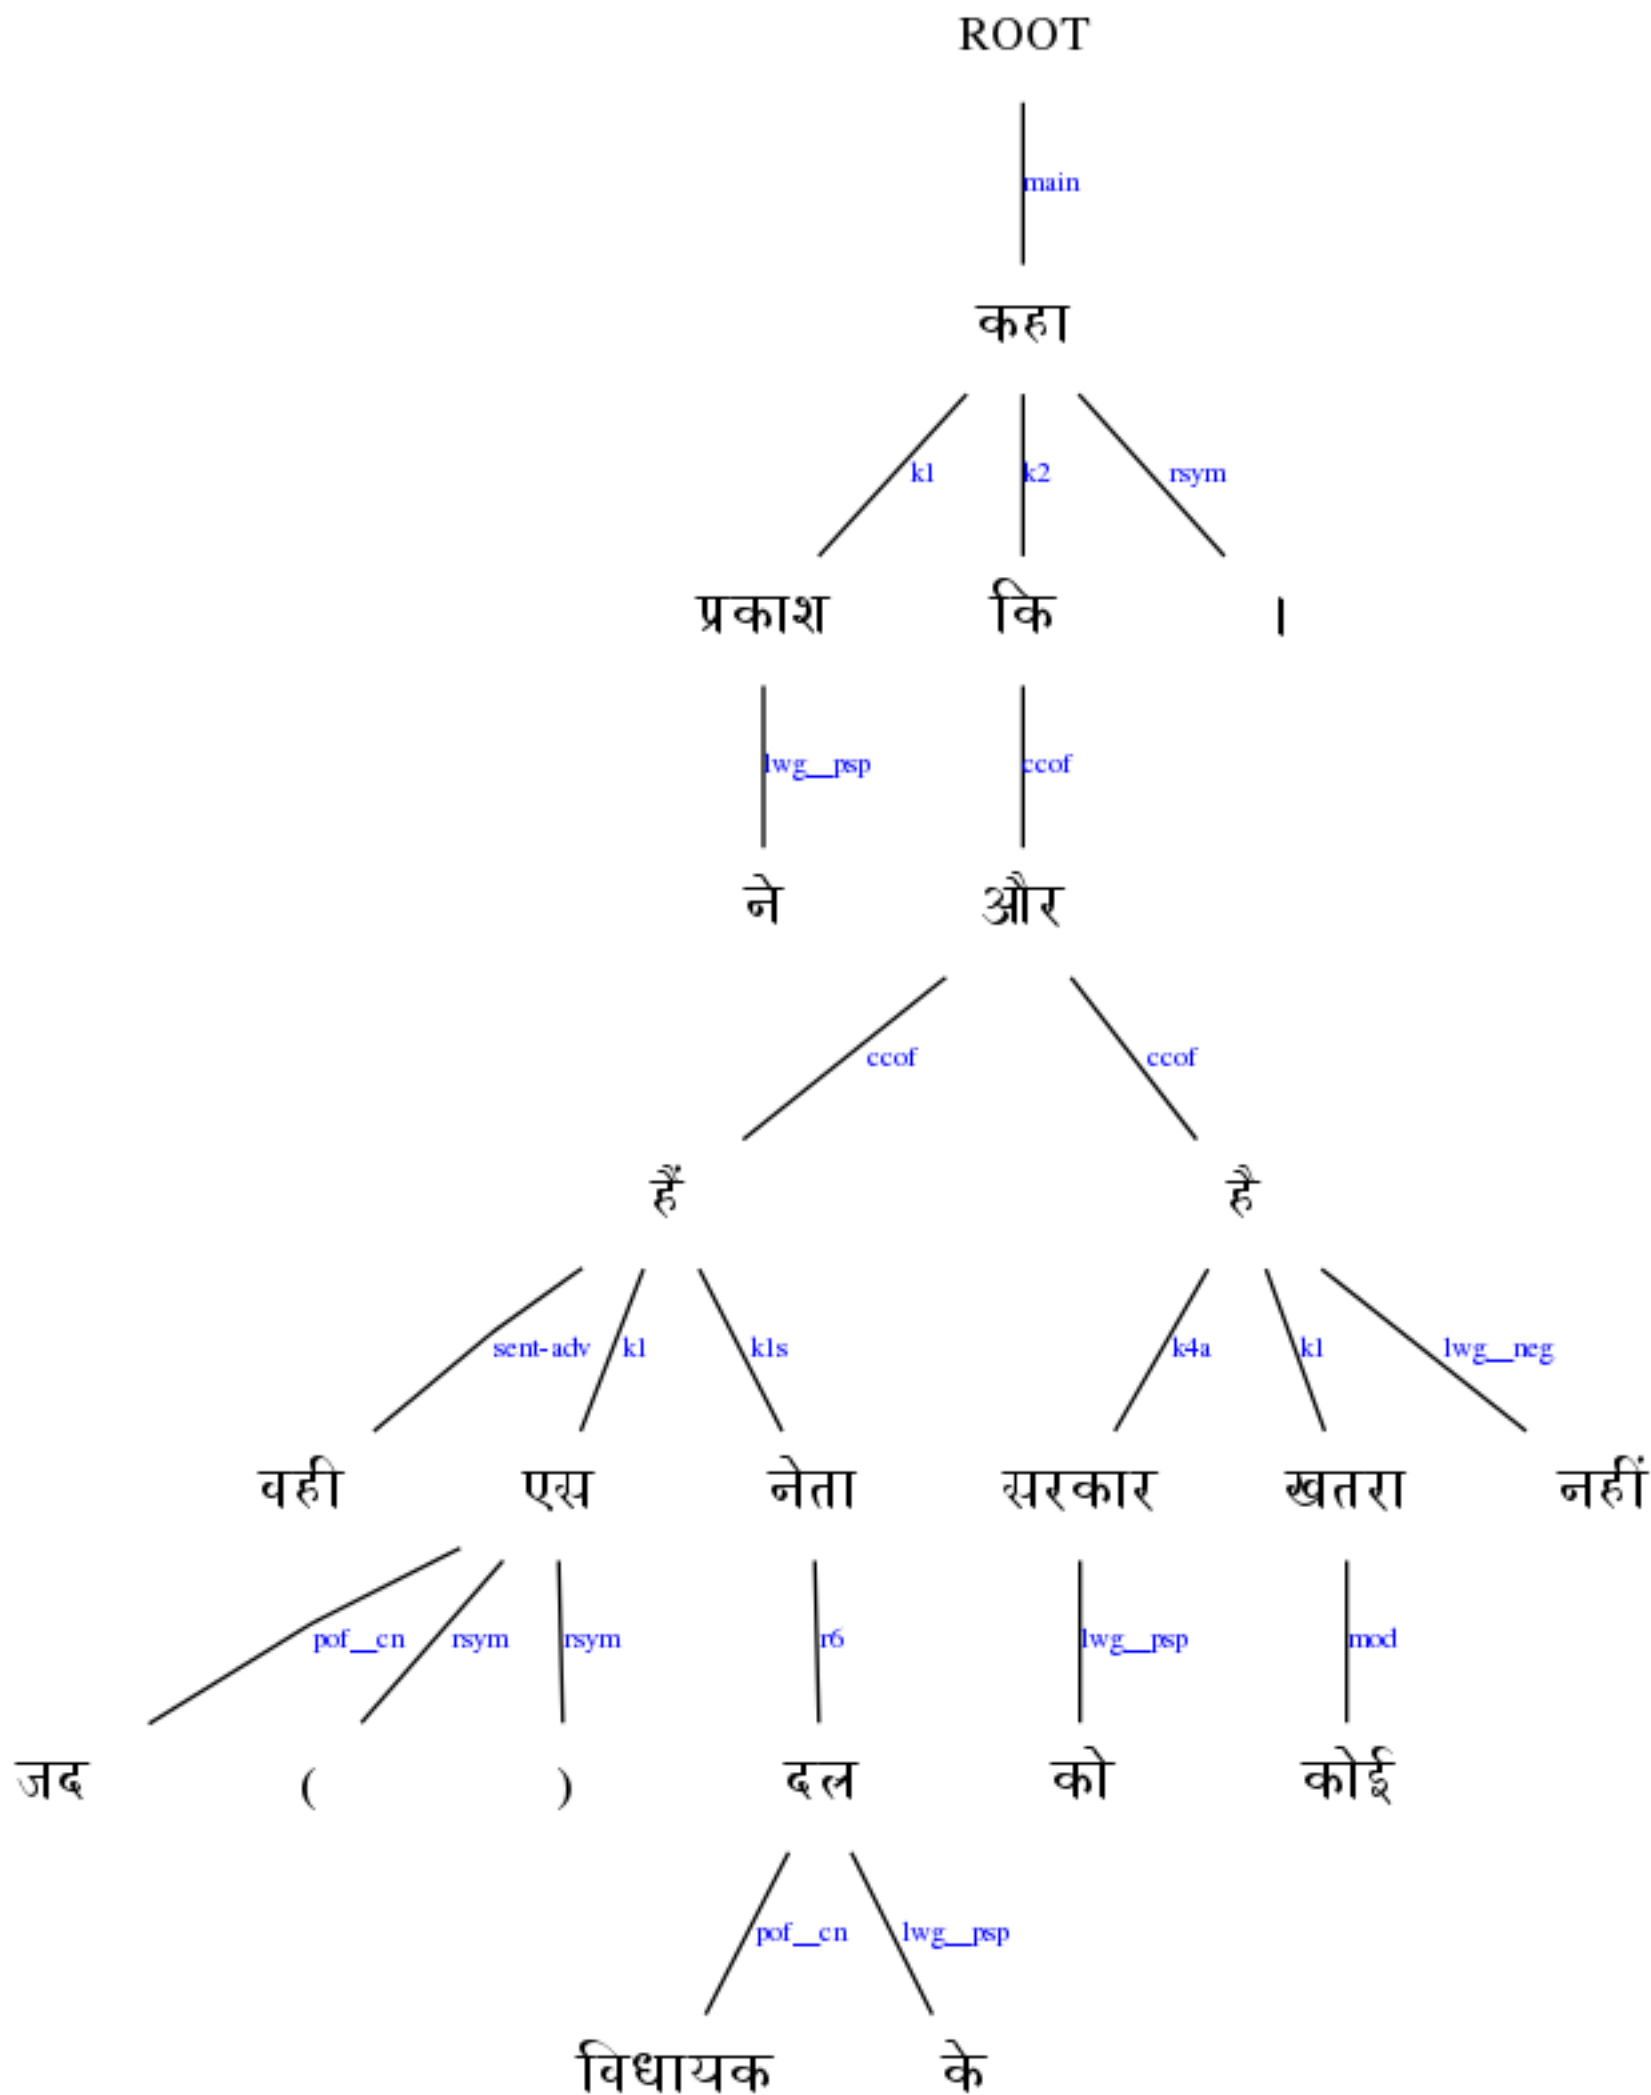 ROOT
main
कहा
k1 k2 rsym
प्रकाश कि ।
lwg__psp ccof
ने और
ccof ccof
हैं है
sent-adv k1 k1s k4a k1 lwg__neg
वही एस नेता सरकार खतरा नहीं
pof__cn rsym rsym r6 lwg__psp mod
जद ( ) दल को कोई
pof__cn lwg__psp
विधायक के